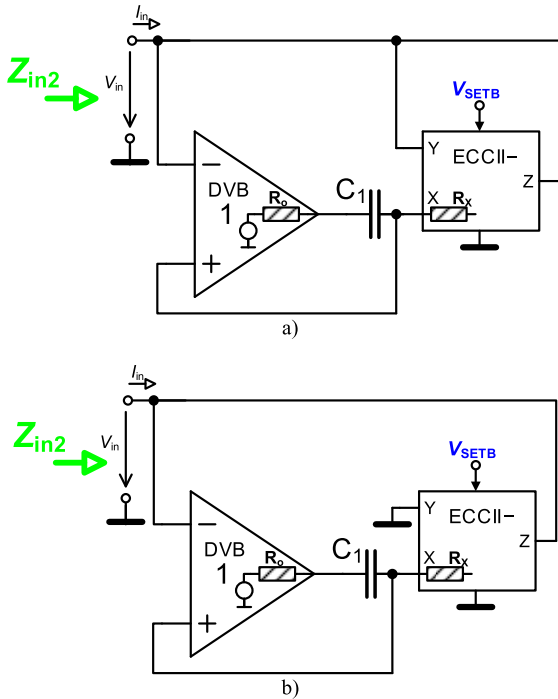 I_in
Z_in2
V_in
V_SETB
Y ECCII–
Z
X R_x
DVB
1
R_o
C_1
–
+
a)
I_in
Z_in2
V_in
V_SETB
Y ECCII–
Z
X R_x
DVB
1
R_o
C_1
–
+
b)